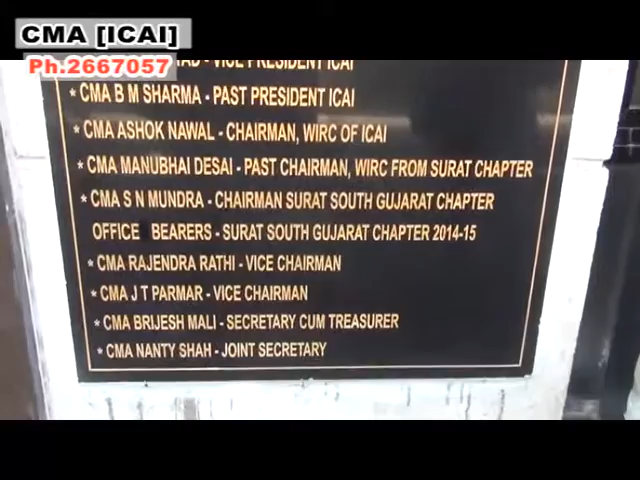 CMA [ICAI]
Ph.2667057
- VICE PRESIDENT ICAI
* CMA B M SHARMA - PAST PRESIDENT ICAI
* CMA ASHOK NAWAL - CHAIRMAN, WIRC OF ICAI
* CMA MANUBHAI DESAI - PAST CHAIRMAN, WIRC FROM SURAT CHAPTER
* CMA S N MUNDRA - CHAIRMAN SURAT SOUTH GUJARAT CHAPTER
OFFICE BEARERS - SURAT SOUTH GUJARAT CHAPTER 2014-15
* CMA RAJENDRA RATHI - VICE CHAIRMAN
* CMA J T PARMAR - VICE CHAIRMAN
* CMA BRIJESH MALI - SECRETARY CUM TREASURER
* CMA NANTY SHAH - JOINT SECRETARY